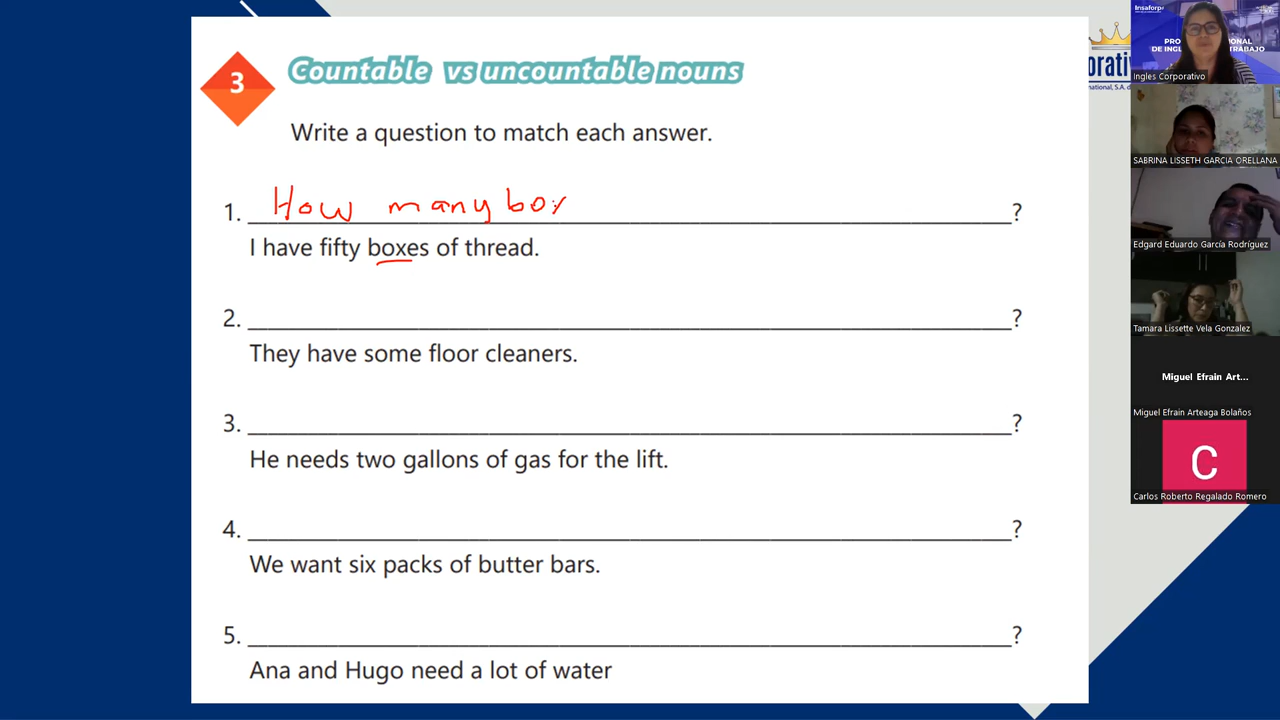 3
Countable vs uncountable nouns
Write a question to match each answer.
1. How many box ?
I have fifty boxes of thread.
2. ?
They have some floor cleaners.
3. ?
He needs two gallons of gas for the lift.
4. ?
We want six packs of butter bars.
5. ?
Ana and Hugo need a lot of water
Insaforp
Ingles Corporativo
SABRINA LISSETH GARCIA ORELLANA
Edgard Eduardo García Rodríguez
Tamara Lissette Vela Gonzalez
Miguel Efrain Art...
Miguel Efrain Arteaga Bolaños
C
Carlos Roberto Regalado Romero